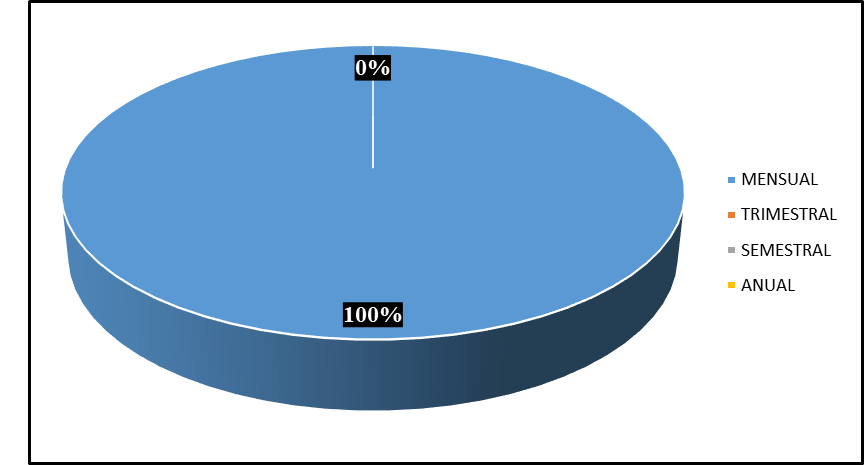 0%
100%
MENSUAL
TRIMESTRAL
SEMESTRAL
ANUAL